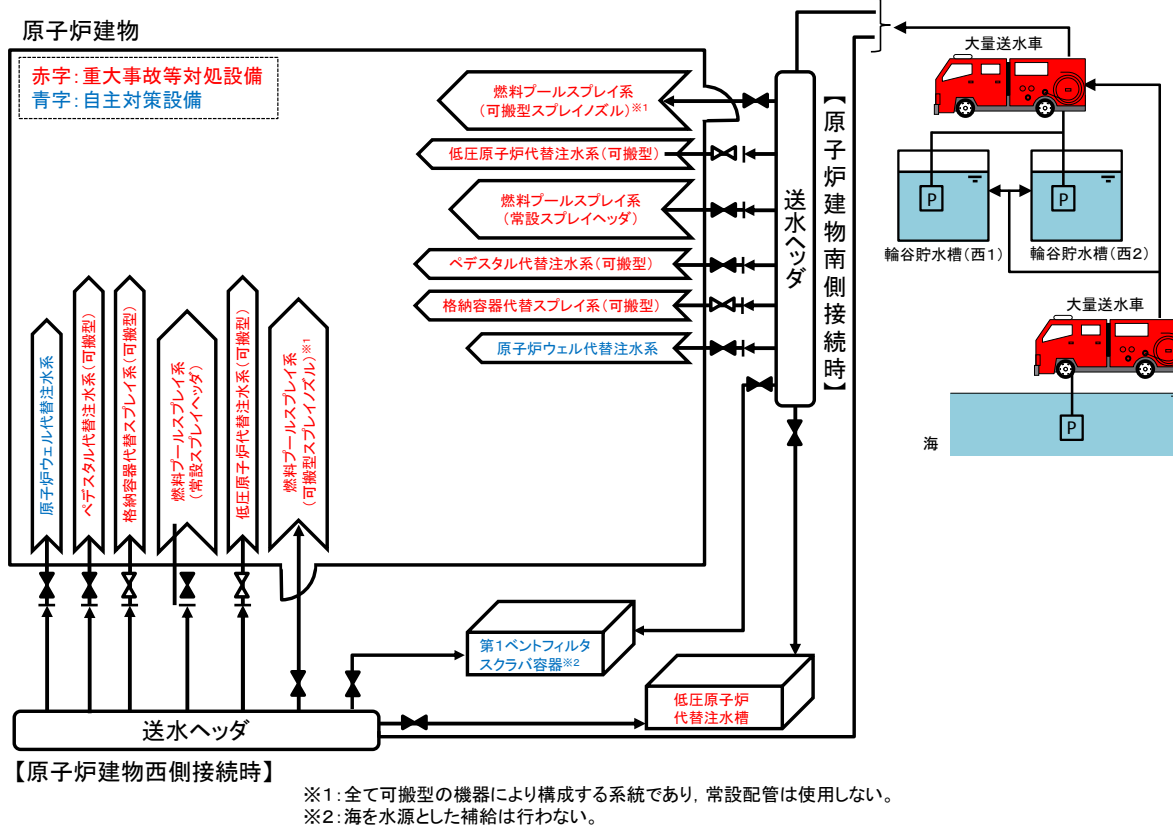 原子炉建物
赤字：重大事故等対処設備
青字：自主対策設備
燃料プールスプレイ系
（可搬型スプレイノズル）※1
低圧原子炉代替注水系（可搬型）
燃料プールスプレイ系
（常設スプレイヘッダ）
ペデスタル代替注水系（可搬型）
格納容器代替スプレイ系（可搬型）
原子炉ウェル代替注水系
送水ヘッダ
【原子炉建物南側接続時】
大量送水車
P
P
輪谷貯水槽（西1）
輪谷貯水槽（西2）
大量送水車
P
海
原子炉ウェル代替注水系
ペデスタル代替注水系（可搬型）
格納容器代替スプレイ系（可搬型）
燃料プールスプレイ系
（常設スプレイヘッダ）
低圧原子炉代替注水系（可搬型）
燃料プールスプレイ系
（可搬型スプレイノズル）※1
第1ベントフィルタ
スクラバ容器※2
低圧原子炉
代替注水槽
送水ヘッダ
【原子炉建物西側接続時】
※1：全て可搬型の機器により構成する系統であり，常設配管は使用しない。
※2：海を水源とした補給は行わない。